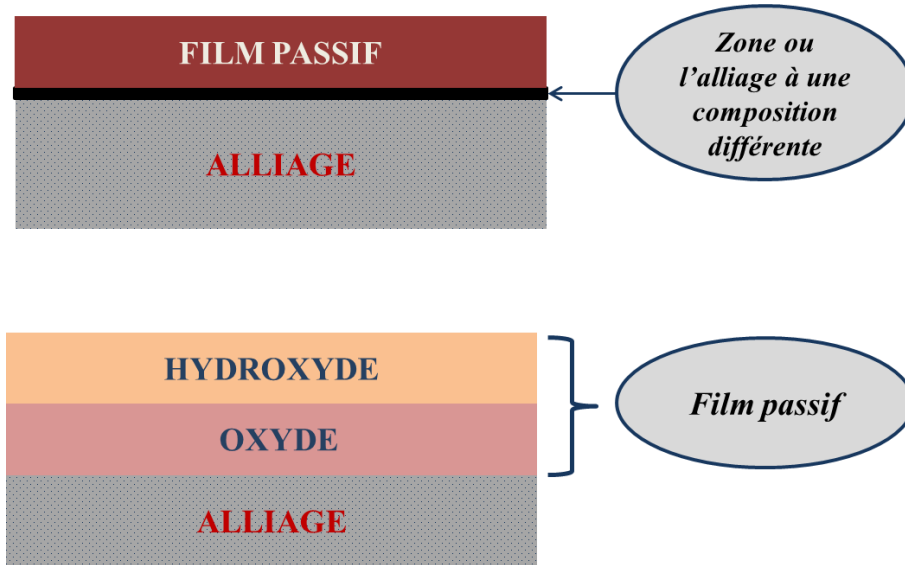 FILM PASSIF
ALLIAGE
Zone ou
l'alliage à une
composition
différente
HYDROXYDE
OXYDE
ALLIAGE
Film passif